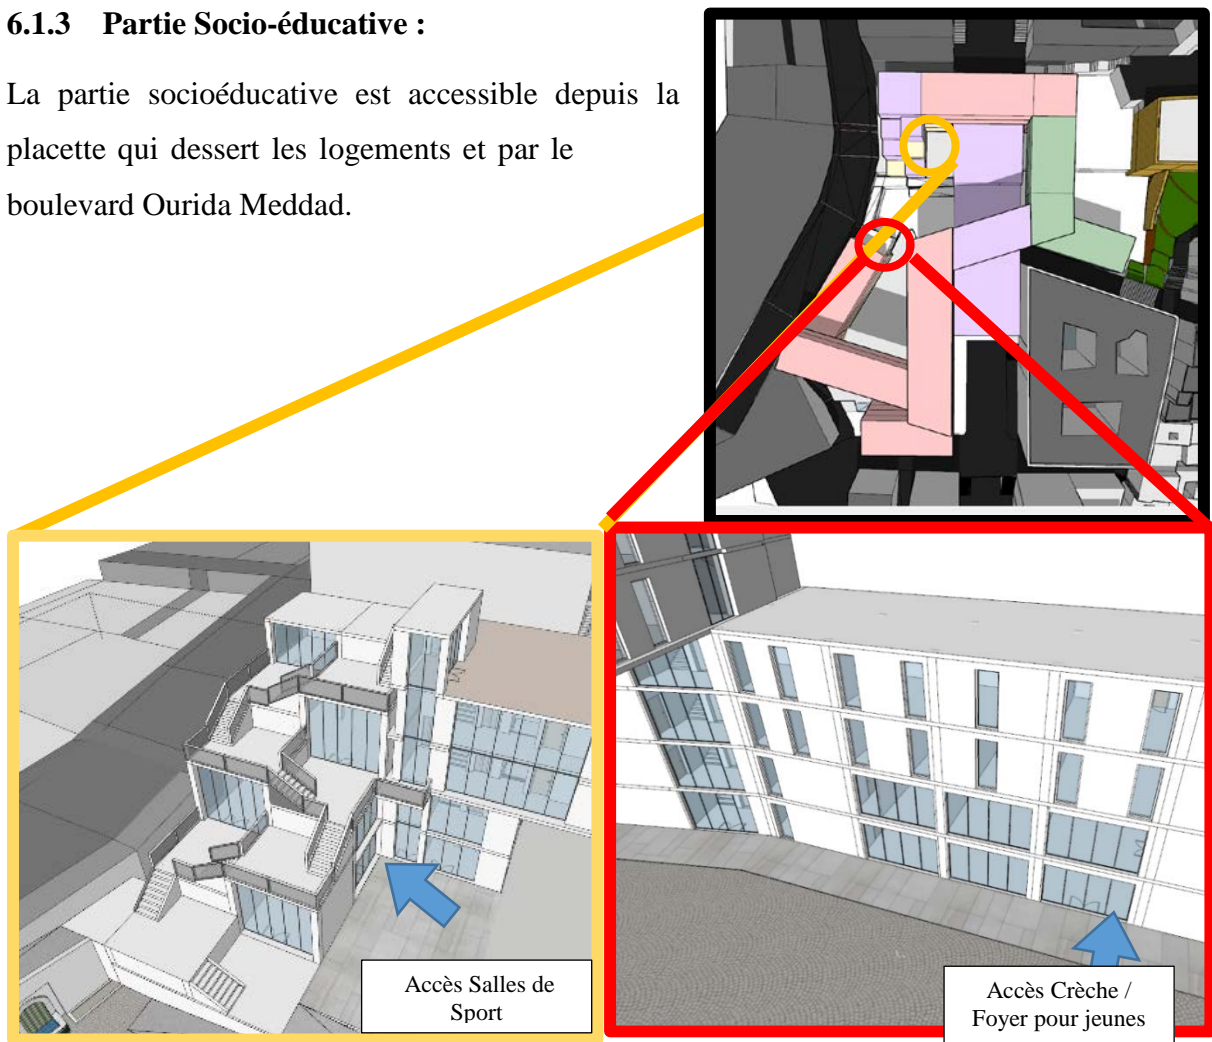 6.1.3 Partie Socio-éducative :
La partie socioéducative est accessible depuis la
placette qui dessert les logements et par le
boulevard Ourida Meddad.
Accès Salles de
Sport
Accès Crèche /
Foyer pour jeunes